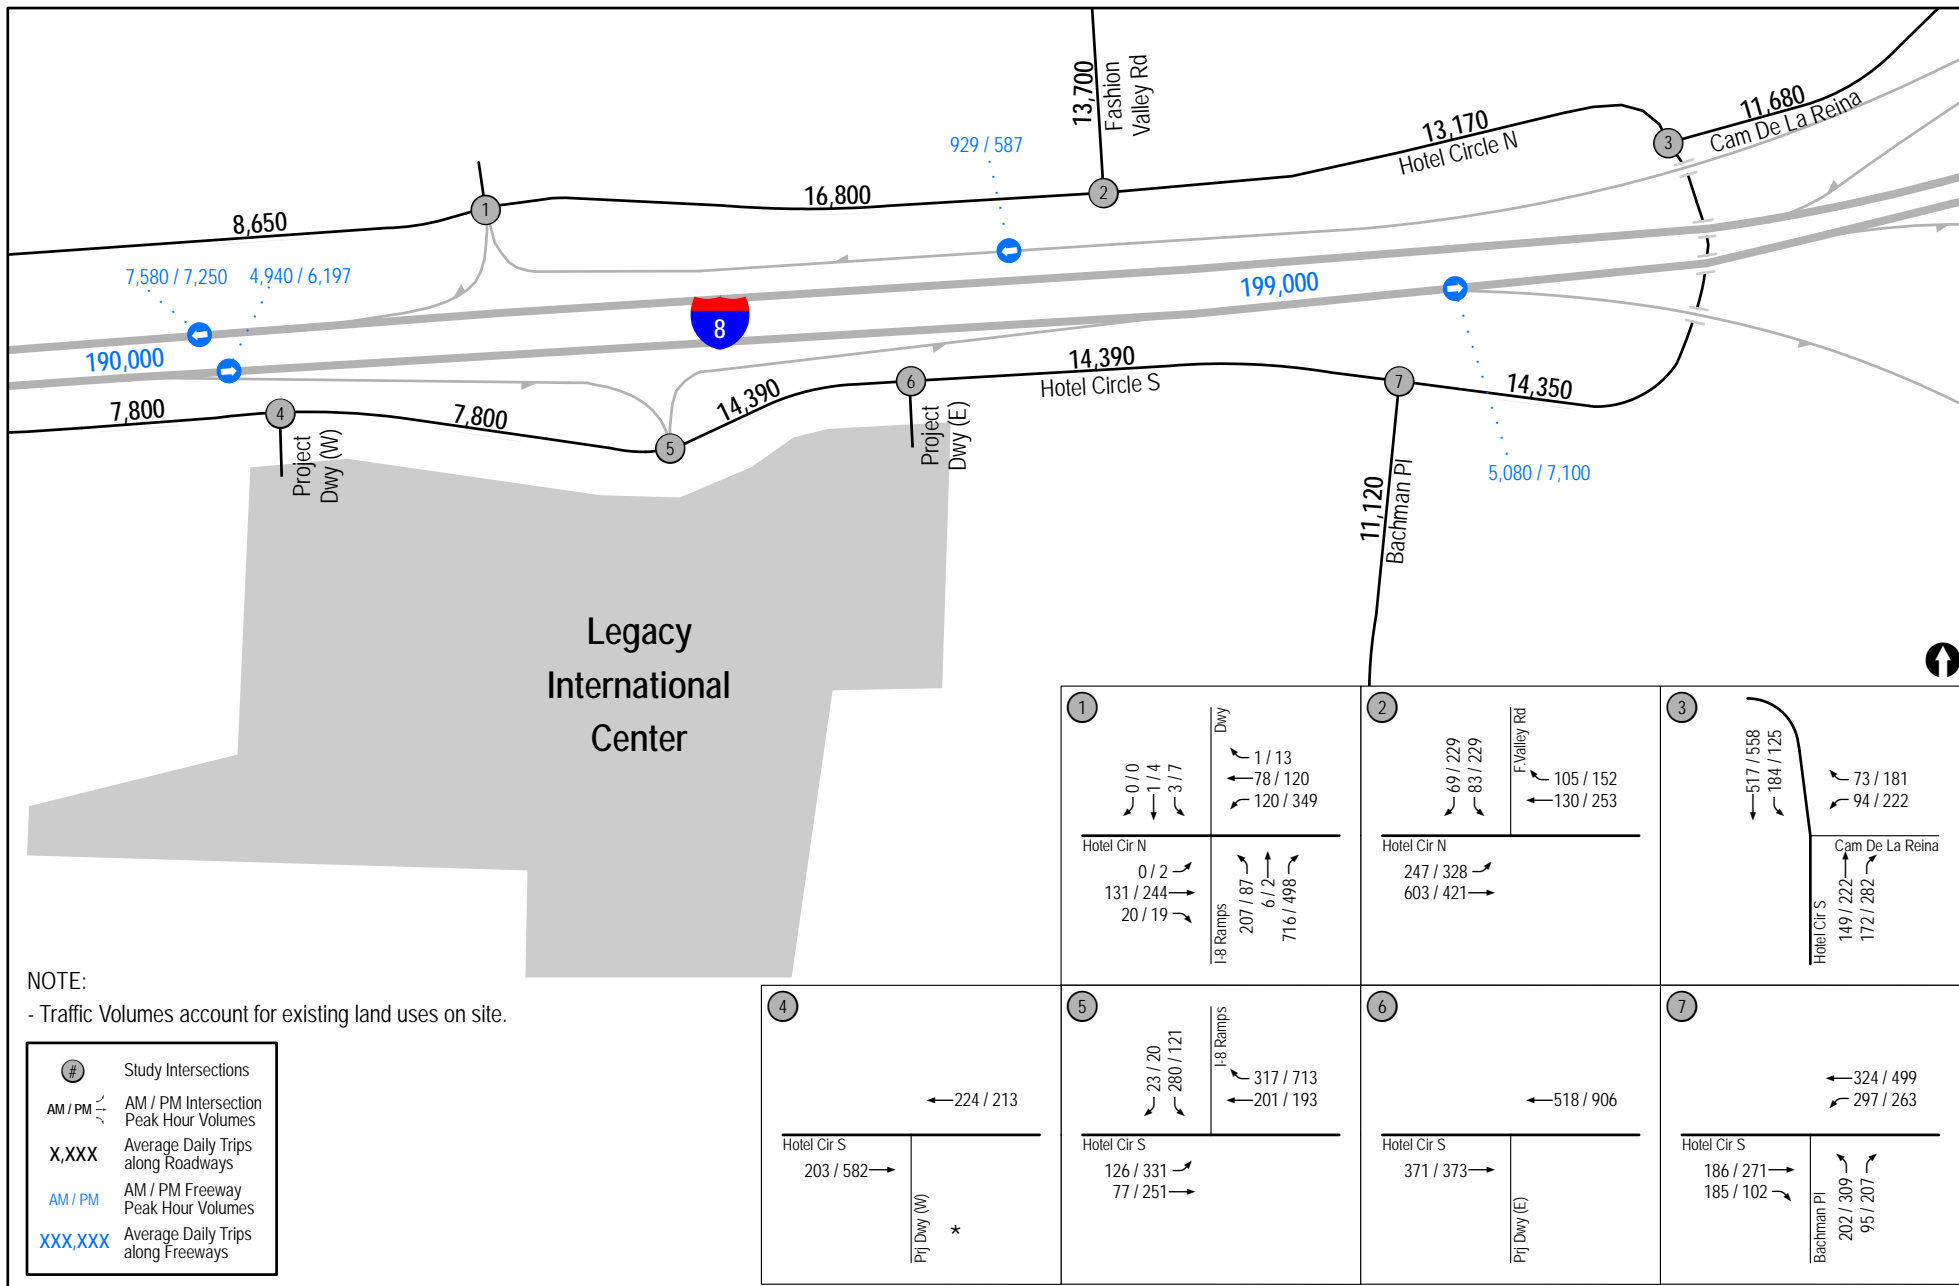 13,700
Fashion
Valley Rd
929 / 587
13,170
Hotel Circle N
3
11,680
Cam De La Reina
8,650
1
16,800
2
7,580 / 7,250
4,940 / 6,197
199,000
8
190,000
7,800
4
7,800
Project
Dwy (W)
5
14,390
6
Project
Dwy (E)
14,390
Hotel Circle S
7
14,350
5,080 / 7,100
11,120
Bachman Pl
Legacy
International
Center
1
Dwy
0 / 0
1 / 4
3 / 7
1 / 13
78 / 120
120 / 349
Hotel Cir N
0 / 2
131 / 244
20 / 19
I-8 Ramps
207 / 87
6 / 2
716 / 498
2
F.Valley Rd
69 / 229
83 / 229
105 / 152
130 / 253
Hotel Cir N
247 / 328
603 / 421
3
517 / 558
184 / 125
73 / 181
94 / 222
Cam De La Reina
Hotel Cir S
149 / 222
172 / 282
NOTE:
- Traffic Volumes account for existing land uses on site.
# Study Intersections
AM / PM AM / PM Intersection
Peak Hour Volumes
X,XXX Average Daily Trips
along Roadways
AM / PM AM / PM Freeway
Peak Hour Volumes
XXX,XXX Average Daily Trips
along Freeways
4
224 / 213
Hotel Cir S
203 / 582
Prj Dwy (W)
*
5
I-8 Ramps
23 / 20
280 / 121
317 / 713
201 / 193
Hotel Cir S
126 / 331
77 / 251
6
518 / 906
Hotel Cir S
371 / 373
Prj Dwy (E)
7
324 / 499
297 / 263
Hotel Cir S
186 / 271
185 / 102
Bachman Pl
202 / 309
95 / 207